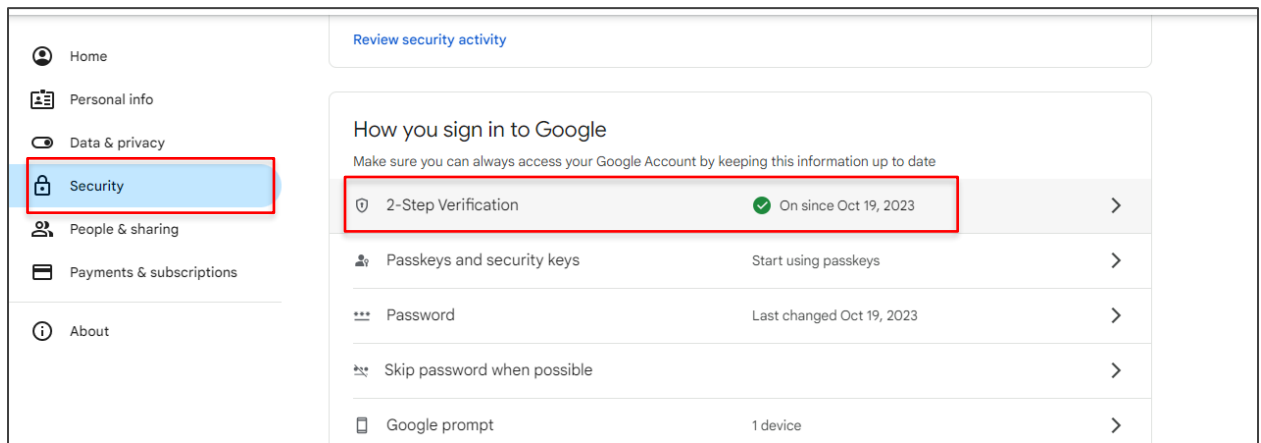 Home
Personal info
Data & privacy
Security
People & sharing
Payments & subscriptions
About
Review security activity
How you sign in to Google
Make sure you can always access your Google Account by keeping this information up to date
2-Step Verification On since Oct 19, 2023
Passkeys and security keys Start using passkeys
Password Last changed Oct 19, 2023
Skip password when possible
Google prompt 1 device